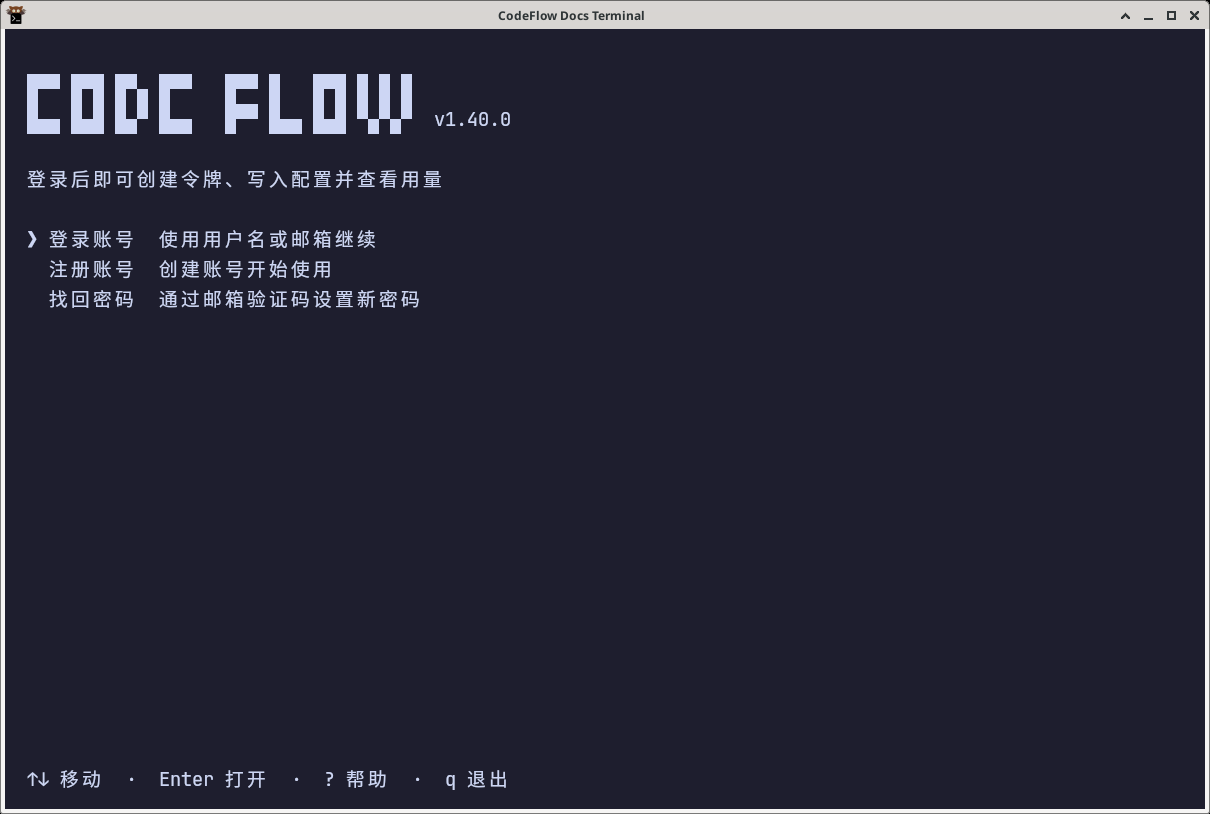 CodeFlow Docs Terminal
CODC FLOW v1.40.0
登录后即可创建令牌、写入配置并查看用量
❯ 登录账号 使用用户名或邮箱继续
注册账号 创建账号开始使用
找回密码 通过邮箱验证码设置新密码
↑↓ 移动 · Enter 打开 · ? 帮助 · q 退出